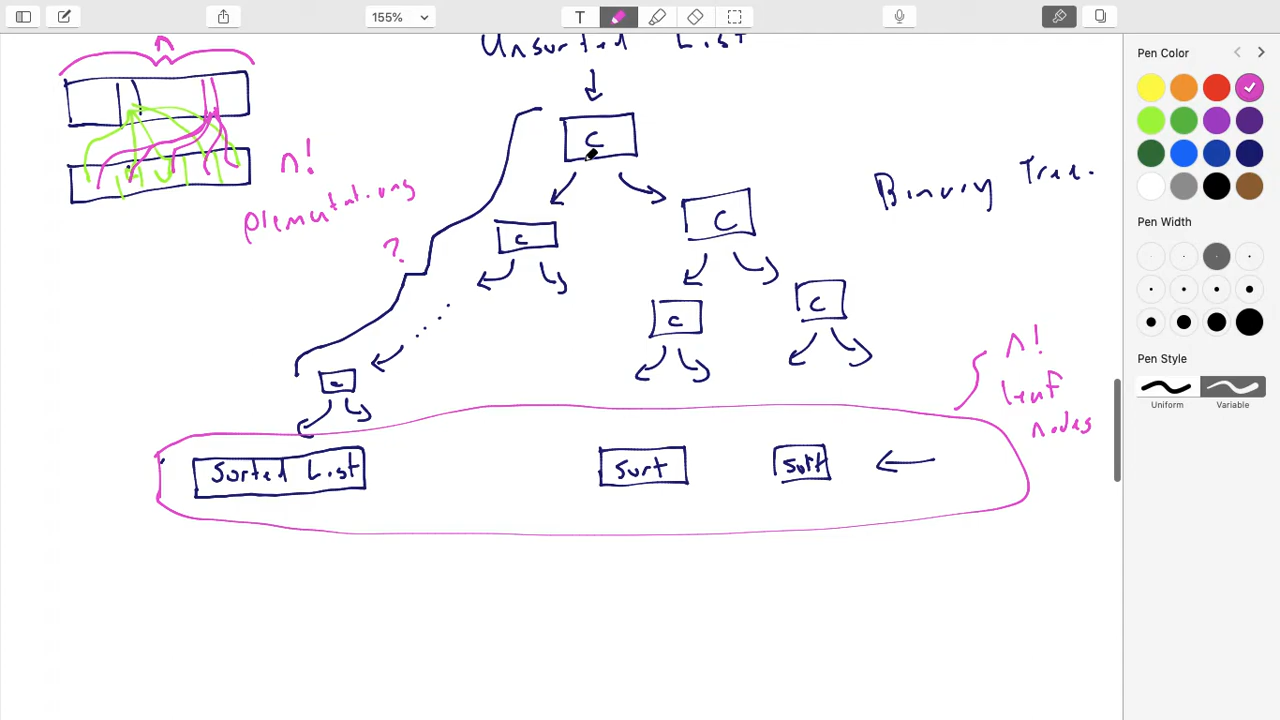 155%
T
n
Unsorted List
C
n!
plemutations
?
Binary Tree.
C
C
C
C
c
n!
leaf
nodes
Sorted List
Sort
Sort
Pen Color
Pen Width
Pen Style
Uniform
Variable